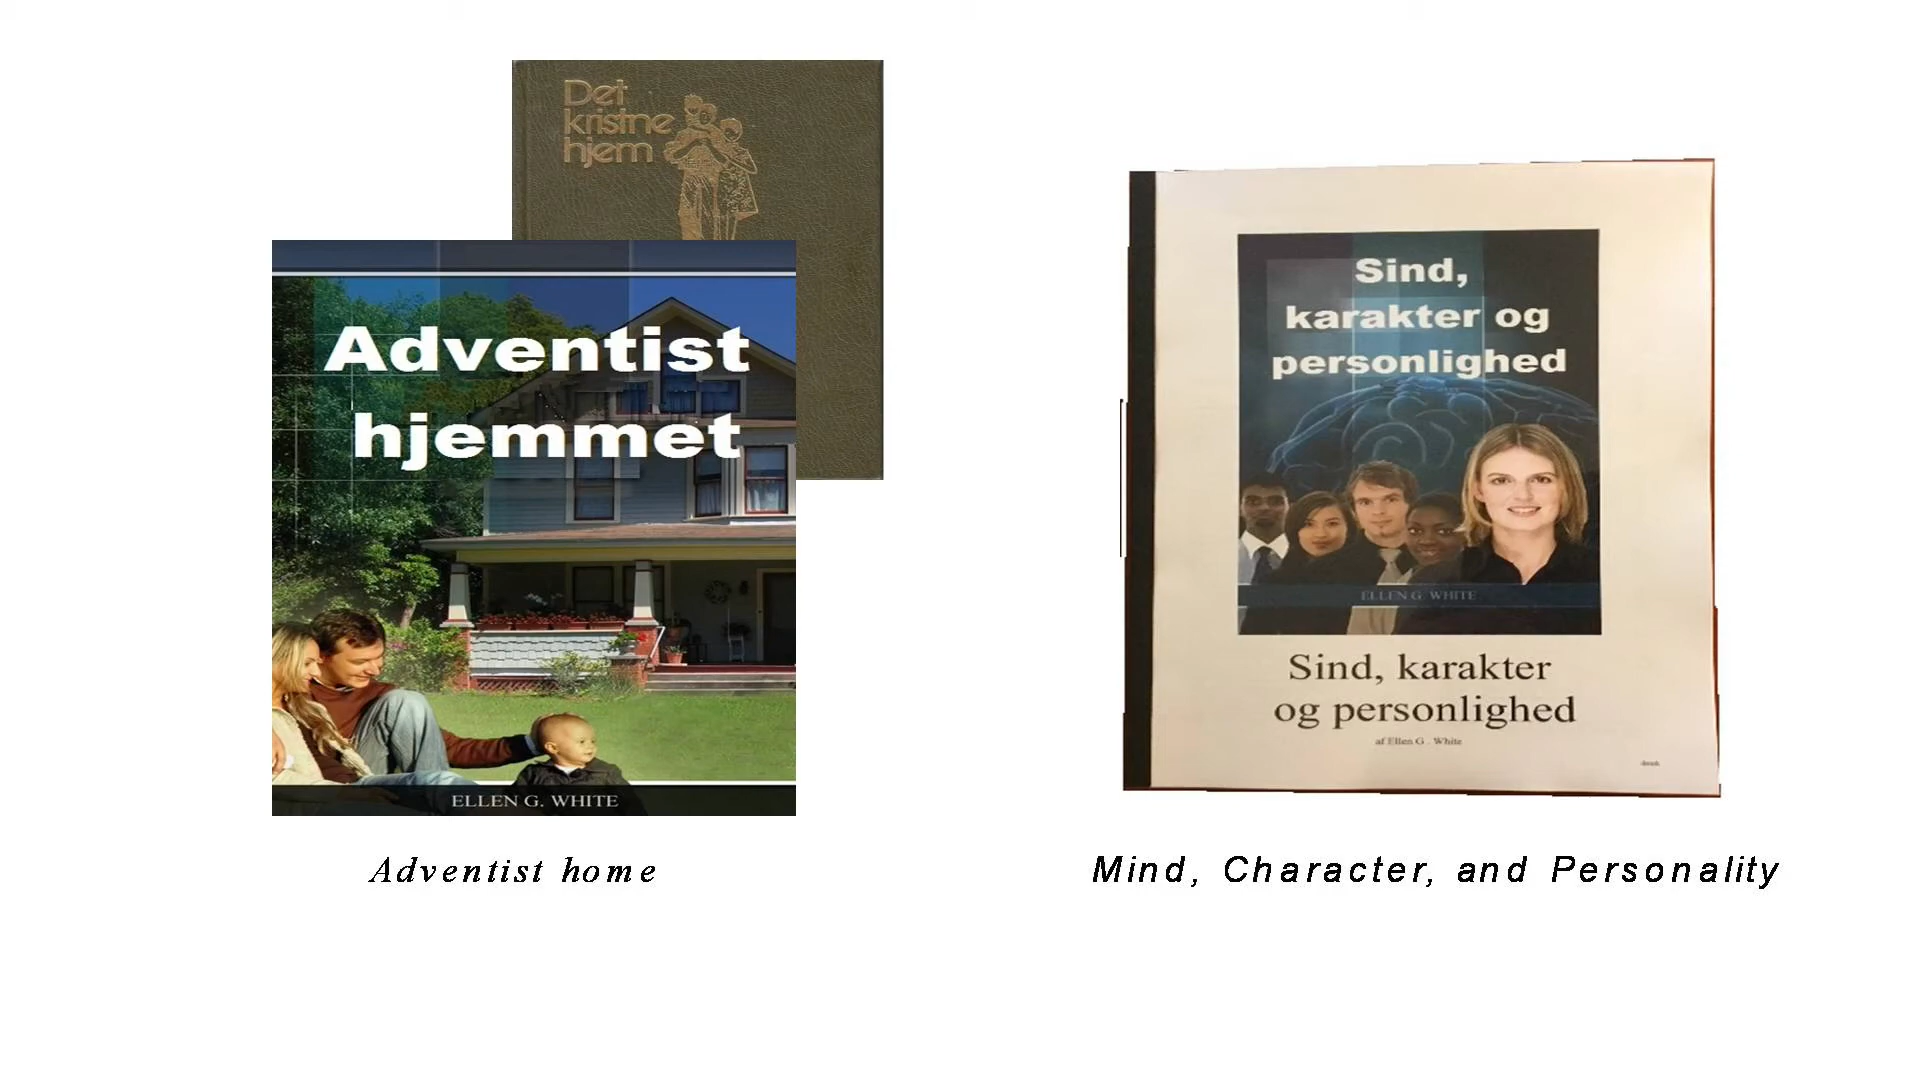 Det
kristne
hjem
Adventist
hjemmet
ELLEN G. WHITE
Adventist home
Sind,
karakter og
personlighed
ELLEN G. WHITE
Sind, karakter
og personlighed
af Ellen G. White
dansk
Mind, Character, and Personality